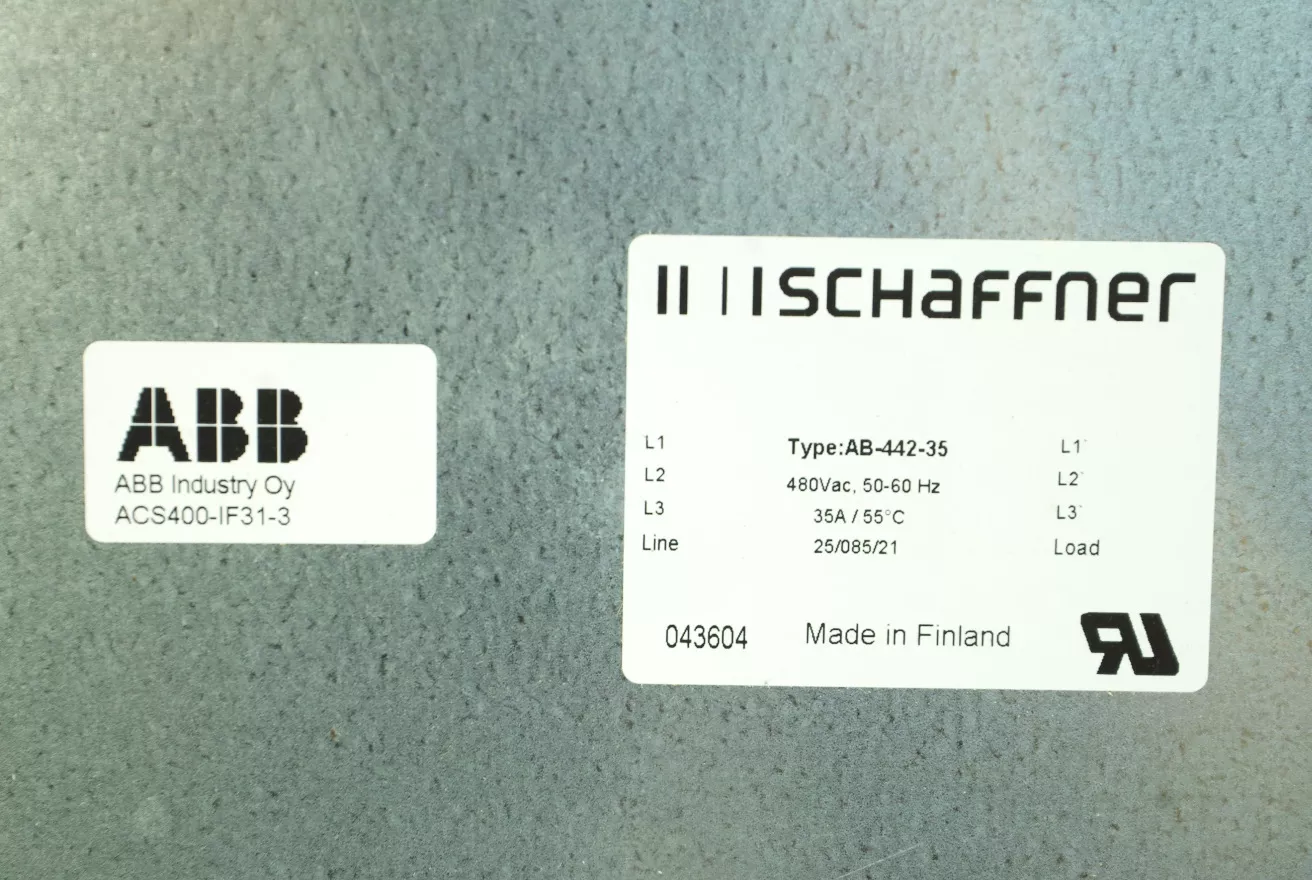 ABB
ABB Industry Oy
ACS400-IF31-3
SCHAFFNER
L1 Type:AB-442-35 L1'
L2 480Vac, 50-60 Hz L2'
L3 35A / 55°C L3'
Line 25/085/21 Load
043604 Made in Finland RU